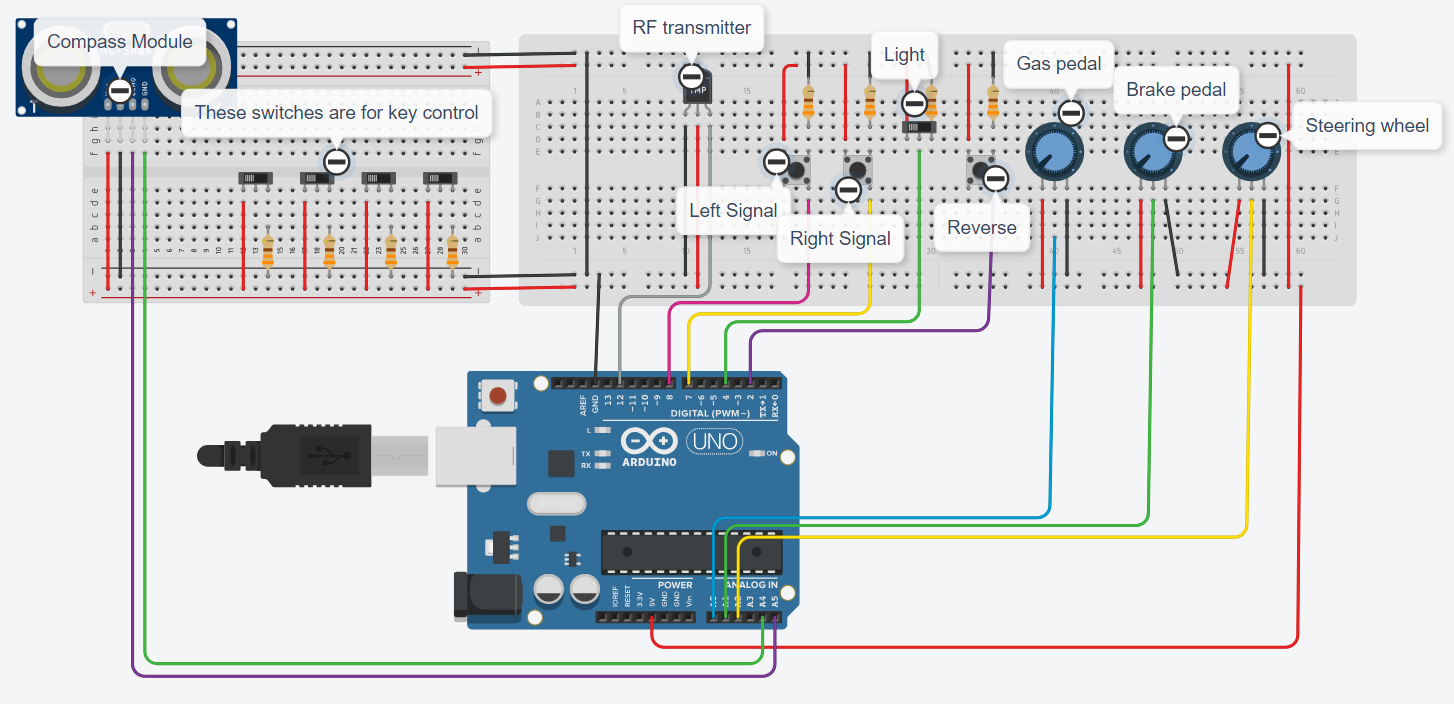 Compass Module
RF transmitter
Light
Gas pedal
Brake pedal
Steering wheel
These switches are for key control
Left Signal
Right Signal
Reverse
GND
TMP
1 5 15
45 55 60
1 5 30 60
A
B
C
D
E
F
G
H
I
J
AREF
GND
13
12
~11
~10
~9
8
7
~6
~5
4
~3
2
TX→1
RX←0
DIGITAL (PWM~)
L
TX
RX
ARDUINO
UNO
ON
POWER
ANALOG IN
IOREF
RESET
3.3V
5V
GND
GND
Vin
A3
A4
A5